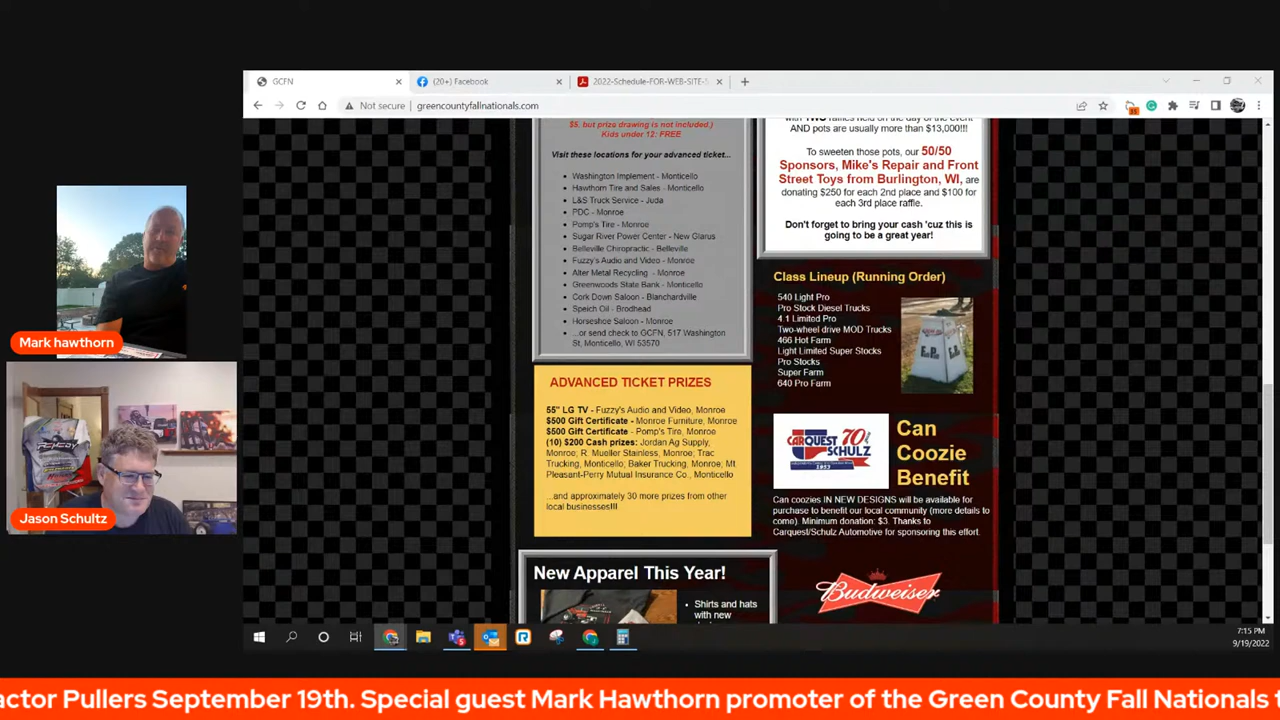 GCFN
(20+) Facebook
2022-Schedule-FOR-WEB-SITE-S
Not secure
greencountyfallnationals.com
$5, but prize drawing is not included.)
Kids under 12: FREE
Visit these locations for your advanced ticket...
Washington Implement - Monticello
Hawthorn Tire and Sales - Monticello
L&S Truck Service - Juda
PDC - Monroe
Pomp's Tire - Monroe
Sugar River Power Center - New Glarus
Belleville Chiropractic - Belleville
Fuzzy's Audio and Video - Monroe
Alter Metal Recycling - Monroe
Greenwoods State Bank - Monticello
Cork Down Saloon - Blanchardville
Speich Oil - Brodhead
Horseshoe Saloon - Monroe
...or send check to GCFN, 517 Washington
St, Monticello, WI 53570
ADVANCED TICKET PRIZES
55" LG TV - Fuzzy's Audio and Video, Monroe
$500 Gift Certificate - Monroe Furniture, Monroe
$500 Gift Certificate - Pomp's Tire, Monroe
(10) $200 Cash prizes: Jordan Ag Supply,
Monroe; R. Mueller Stainless, Monroe; Trac
Trucking, Monticello; Baker Trucking, Monroe; Mt
Pleasant-Perry Mutual Insurance Co., Monticello
...and approximately 30 more prizes from other
local businesses!!!
New Apparel This Year!
Shirts and hats
with new
with TWO raffles held on the day of the event
AND pots are usually more than $13,000!!!
To sweeten those pots, our 50/50
Sponsors, Mike's Repair and Front
Street Toys from Burlington, WI, are
donating $250 for each 2nd place and $100 for
each 3rd place raffle.
Don't forget to bring your cash 'cuz this is
going to be a great year!
Class Lineup (Running Order)
540 Light Pro
Pro Stock Diesel Trucks
4.1 Limited Pro
Two-wheel drive MOD Trucks
466 Hot Farm
Light Limited Super Stocks
Pro Stocks
Super Farm
640 Pro Farm
CARQUEST 70
SCHULZ
1953
Can
Coozie
Benefit
Can coozies IN NEW DESIGNS will be available for
purchase to benefit our local community (more details to
come). Minimum donation: $3. Thanks to
Carquest/Schulz Automotive for sponsoring this effort.
Budweiser
Mark hawthorn
Jason Schultz
7:15 PM
9/19/2022
actor Pullers September 19th. Special guest Mark Hawthorn promoter of the Green County Fall Nationals t